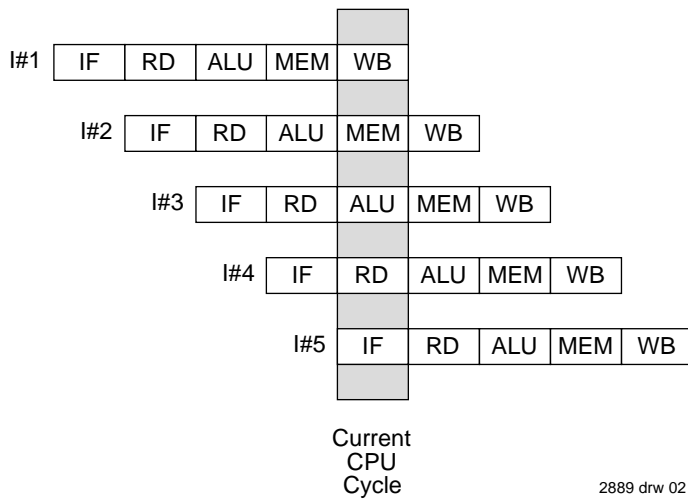 I#1 IF RD ALU MEM WB
I#2 IF RD ALU MEM WB
I#3 IF RD ALU MEM WB
I#4 IF RD ALU MEM WB
I#5 IF RD ALU MEM WB
Current
CPU
Cycle
2889 drw 02